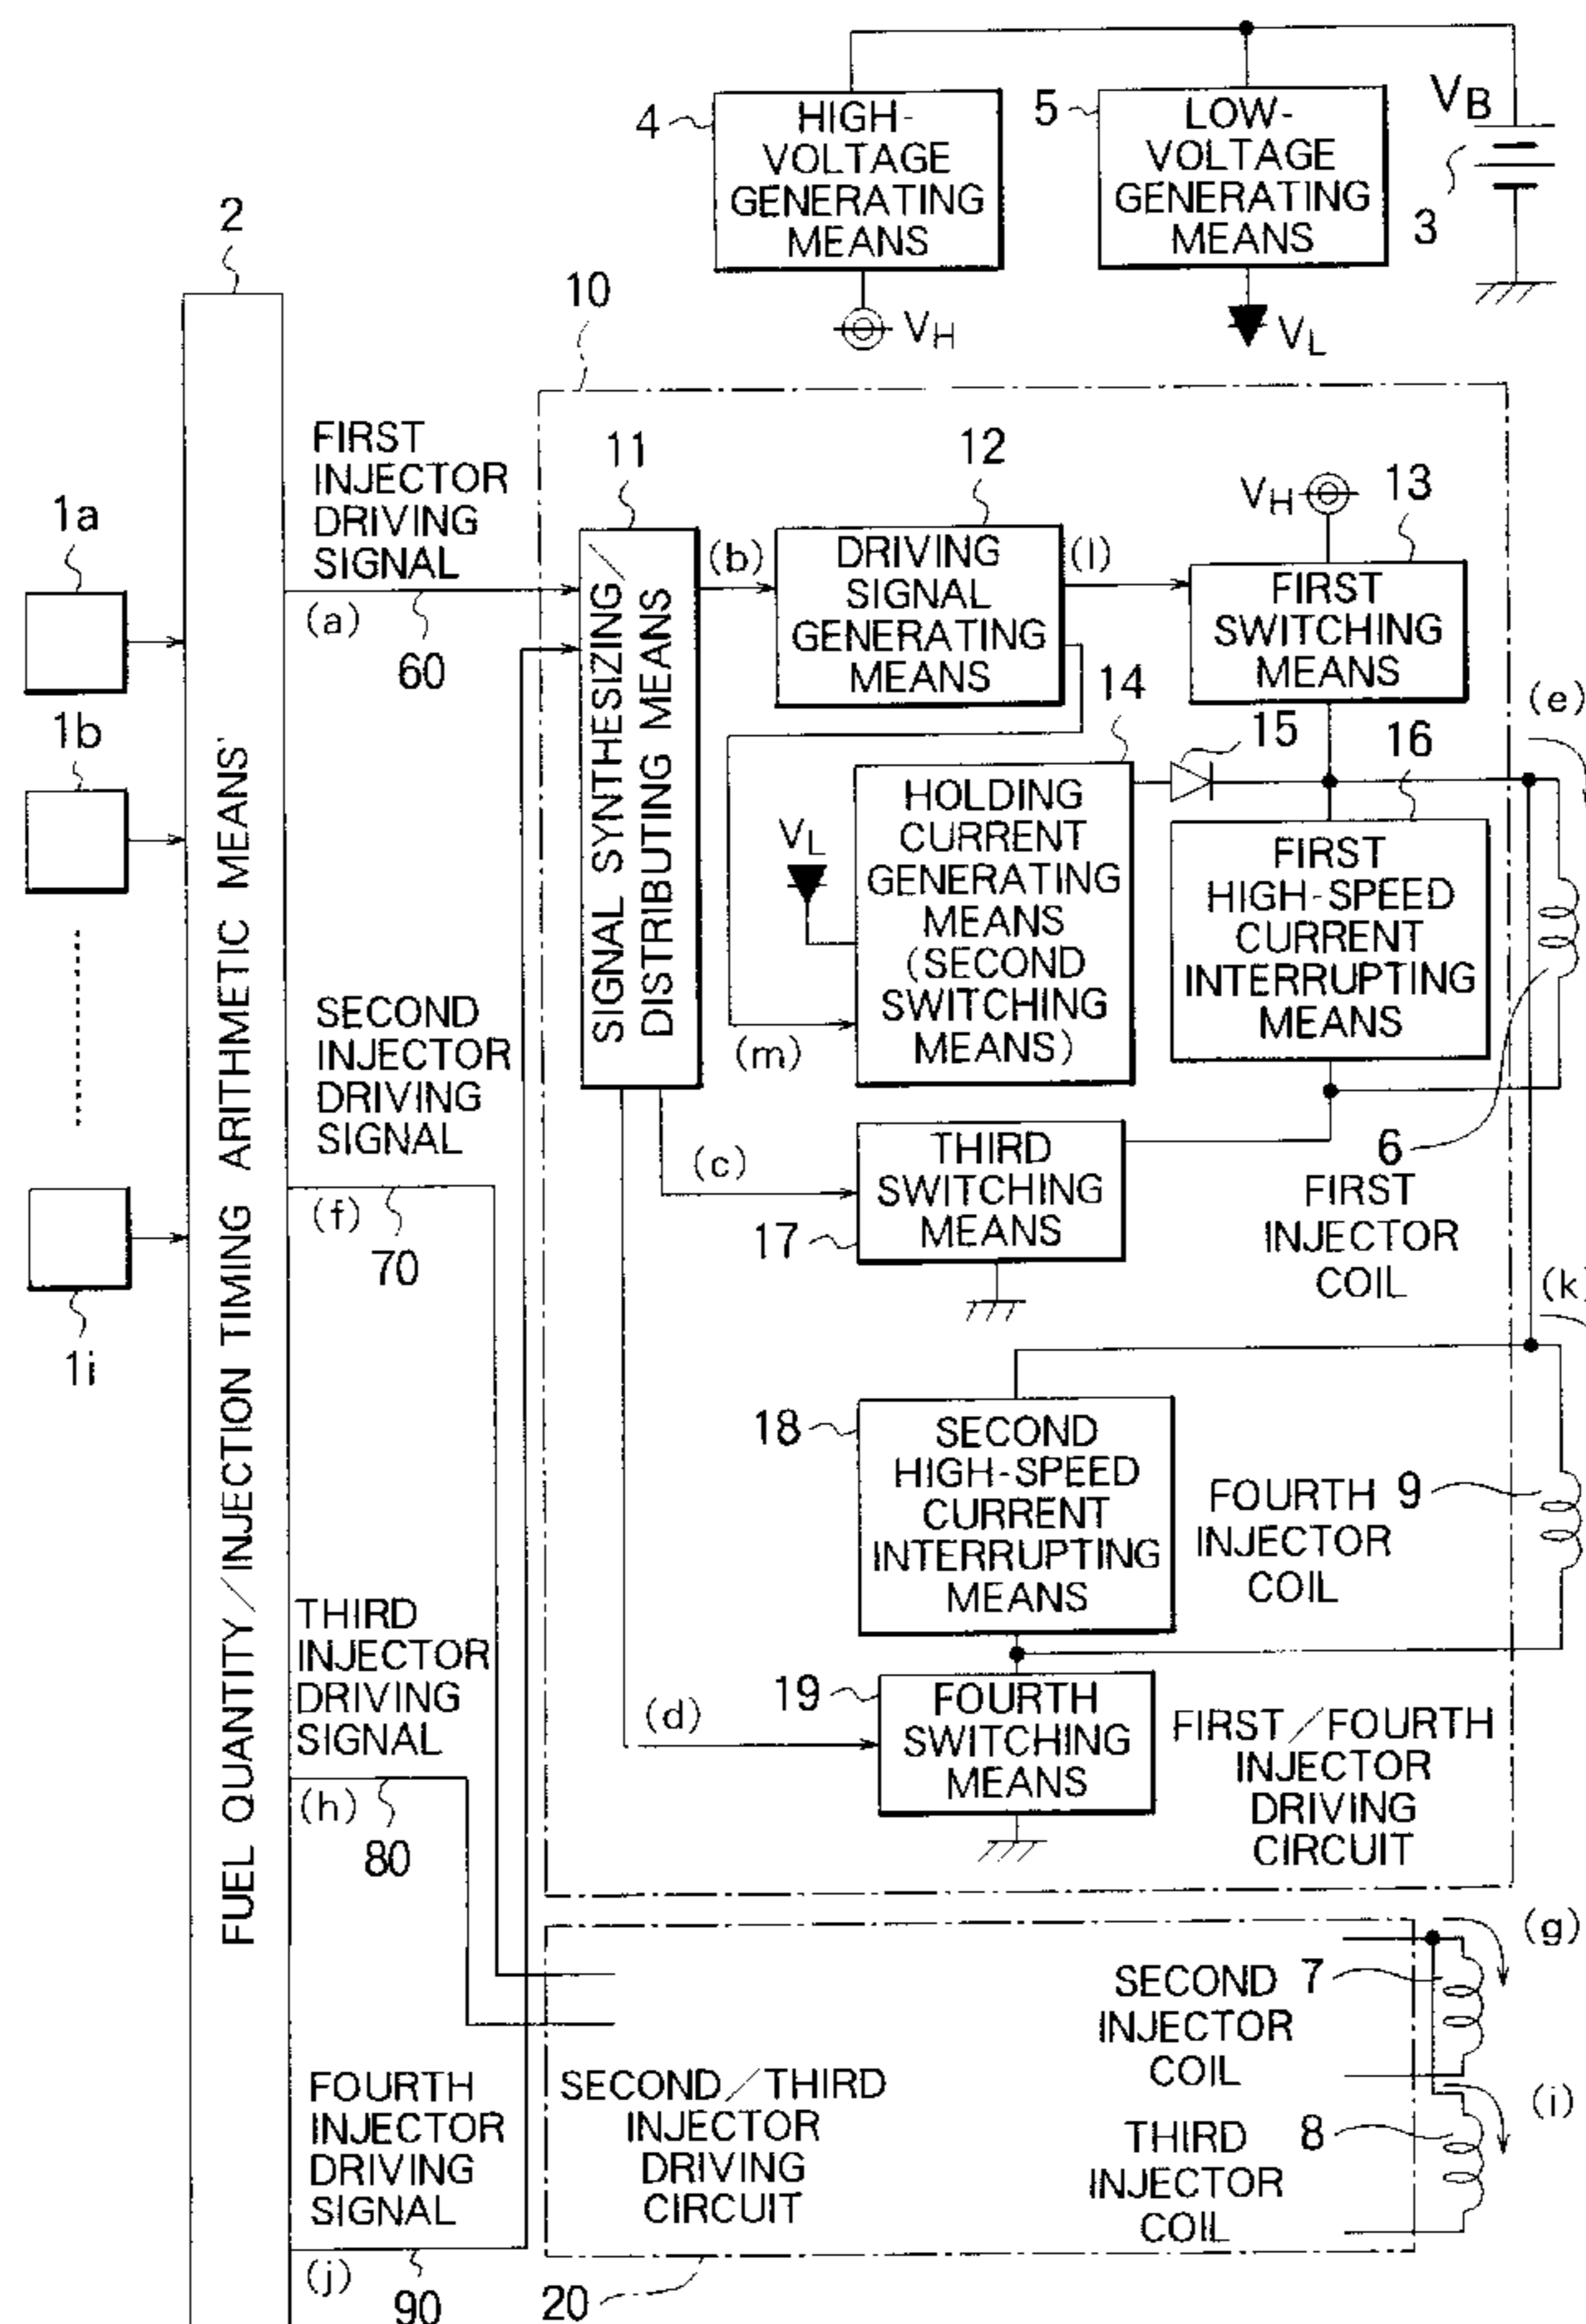 4
HIGH-
VOLTAGE
GENERATING
MEANS
5
LOW-
VOLTAGE
GENERATING
MEANS
VB
3
VH
VL
2
10
FIRST
INJECTOR
DRIVING
SIGNAL
(a)
60
1a
1b
1i
FUEL QUANTITY/INJECTION TIMING ARITHMETIC MEANS'
11
SIGNAL SYNTHESIZING/
DISTRIBUTING MEANS
(b)
12
DRIVING
SIGNAL
GENERATING
MEANS
(l)
VH
13
FIRST
SWITCHING
MEANS
14
15
16
(e)
VL
HOLDING
CURRENT
GENERATING
MEANS
(SECOND
SWITCHING
MEANS)
(m)
FIRST
HIGH-SPEED
CURRENT
INTERRUPTING
MEANS
SECOND
INJECTOR
DRIVING
SIGNAL
(f)
70
(c)
THIRD
SWITCHING
MEANS
17
6
FIRST
INJECTOR
COIL
(k)
18
SECOND
HIGH-SPEED
CURRENT
INTERRUPTING
MEANS
FOURTH 9
INJECTOR
COIL
THIRD
INJECTOR
DRIVING
SIGNAL
(h)
80
(d)
19
FOURTH
SWITCHING
MEANS
FIRST/FOURTH
INJECTOR
DRIVING
CIRCUIT
(g)
SECOND 7
INJECTOR
COIL
(i)
THIRD 8
INJECTOR
COIL
SECOND/THIRD
INJECTOR
DRIVING
CIRCUIT
20
FOURTH
INJECTOR
DRIVING
SIGNAL
(j)
90